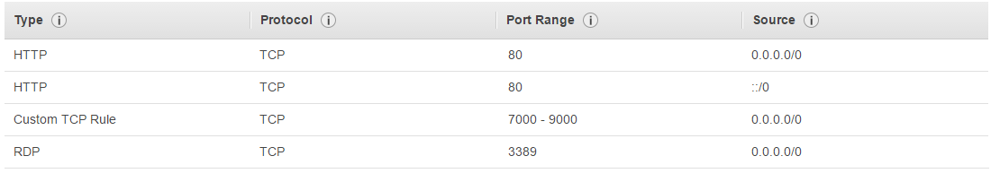 Type Protocol Port Range Source
HTTP TCP 80 0.0.0.0/0
HTTP TCP 80 ::/0
Custom TCP Rule TCP 7000 - 9000 0.0.0.0/0
RDP TCP 3389 0.0.0.0/0